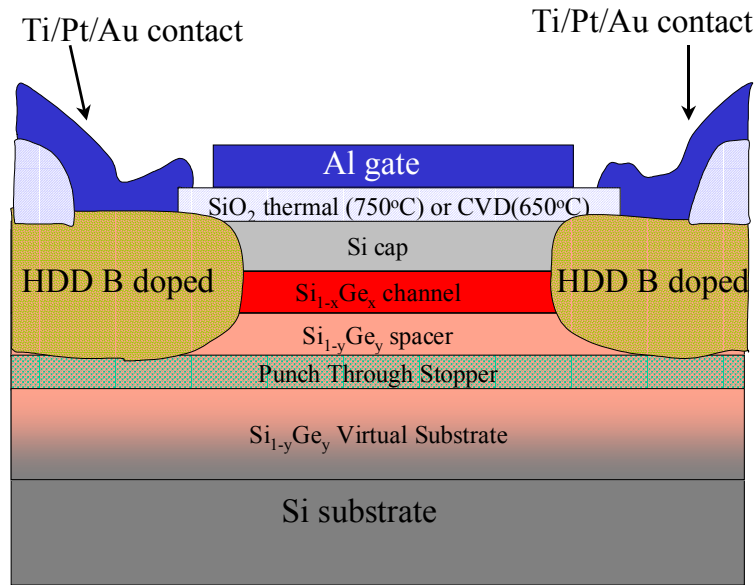 Ti/Pt/Au contact
Ti/Pt/Au contact
Al gate
SiO₂ thermal (750ºC) or CVD(650ºC)
Si cap
HDD B doped
HDD B doped
Si₁₋ₓGeₓ channel
Si₁₋yGey spacer
Punch Through Stopper
Si₁₋yGey Virtual Substrate
Si substrate